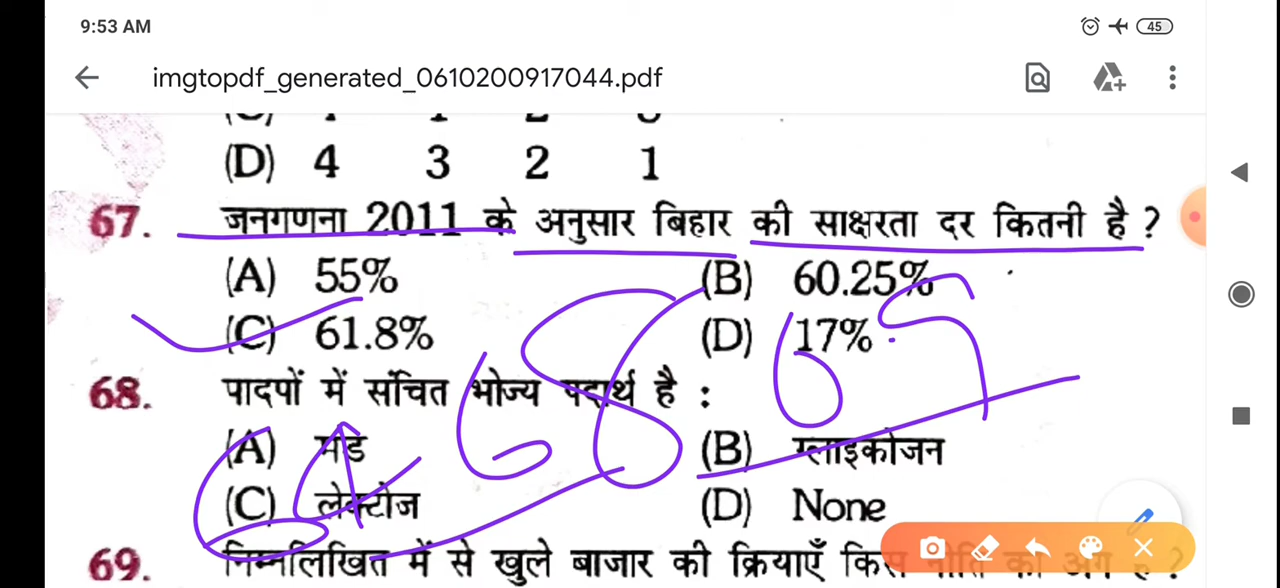 9:53 AM 45
imgtopdf_generated_0610200917044.pdf
(D) 4 3 2 1
67. जनगणना 2011 के अनुसार बिहार की साक्षरता दर कितनी है ?
(A) 55% (B) 60.25%
(C) 61.8% (D) 17%
68. पादपों में संचित भोज्य पदार्थ है :
(A) मंड (B) ग्लाइकोजन
(C) लेक्टोज (D) None
69. निम्नलिखित में से खुले बाजार की क्रियाएँ किस नीति का अंग है ?